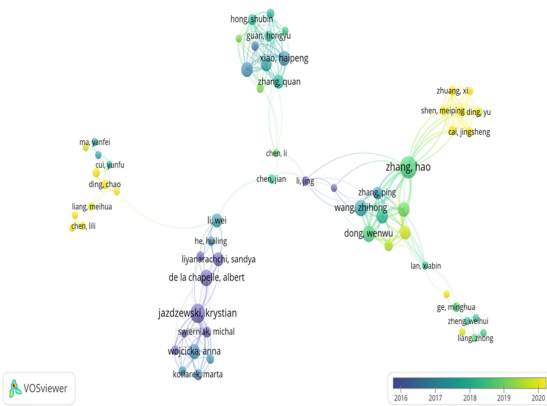 hong, shubin
guan, hongyu
xiao, haipeng
zhang, quan
zhuang, xi
shen, meiping
ding, yu
cai, jingsheng
ma, yanfei
cui, yunfu
ding, chao
liang, meihua
chen, lili
chen, li
chen, jian
li, jing
zhang, hao
zhang, ping
wang, zhihong
dong, wenwu
lan, xiabin
li, wei
he, huiling
liyanarachchi, sandya
de la chapelle, albert
jazdzewski, krystian
swierniak, michal
wojcicka, anna
kotlarek, marta
ge, minghua
zheng, weihui
liang, zhong
VOSviewer
2016 2017 2018 2019 2020